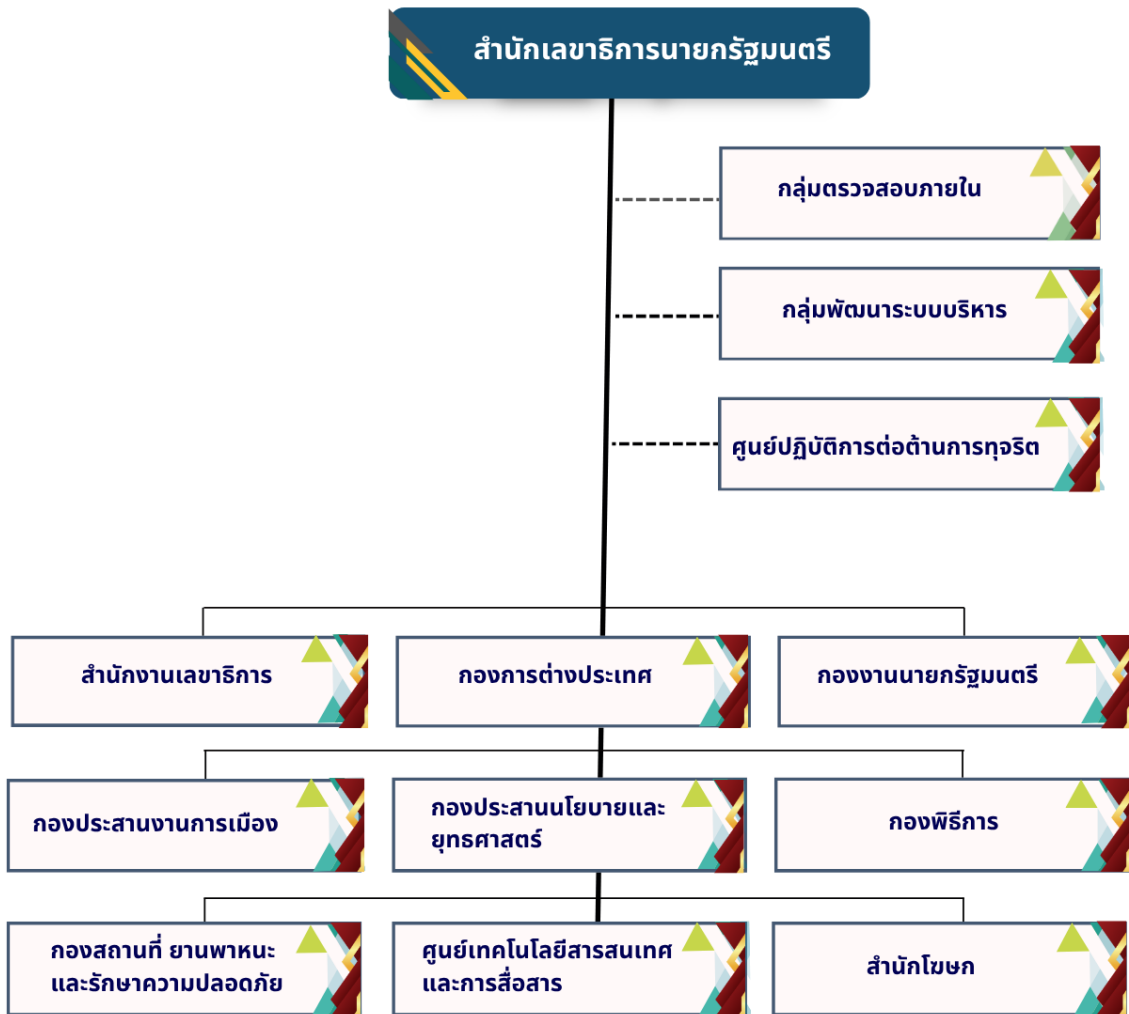 สำนักเลขาธิการนายกรัฐมนตรี
กลุ่มตรวจสอบภายใน
กลุ่มพัฒนาระบบบริหาร
ศูนย์ปฏิบัติการต่อต้านการทุจริต
สำนักงานเลขาธิการ
กองการต่างประเทศ
กองงานนายกรัฐมนตรี
กองประสานงานการเมือง
กองประสานนโยบายและ
ยุทธศาสตร์
กองพิธีการ
กองสถานที่ ยานพาหนะ
และรักษาความปลอดภัย
ศูนย์เทคโนโลยีสารสนเทศ
และการสื่อสาร
สำนักโฆษก